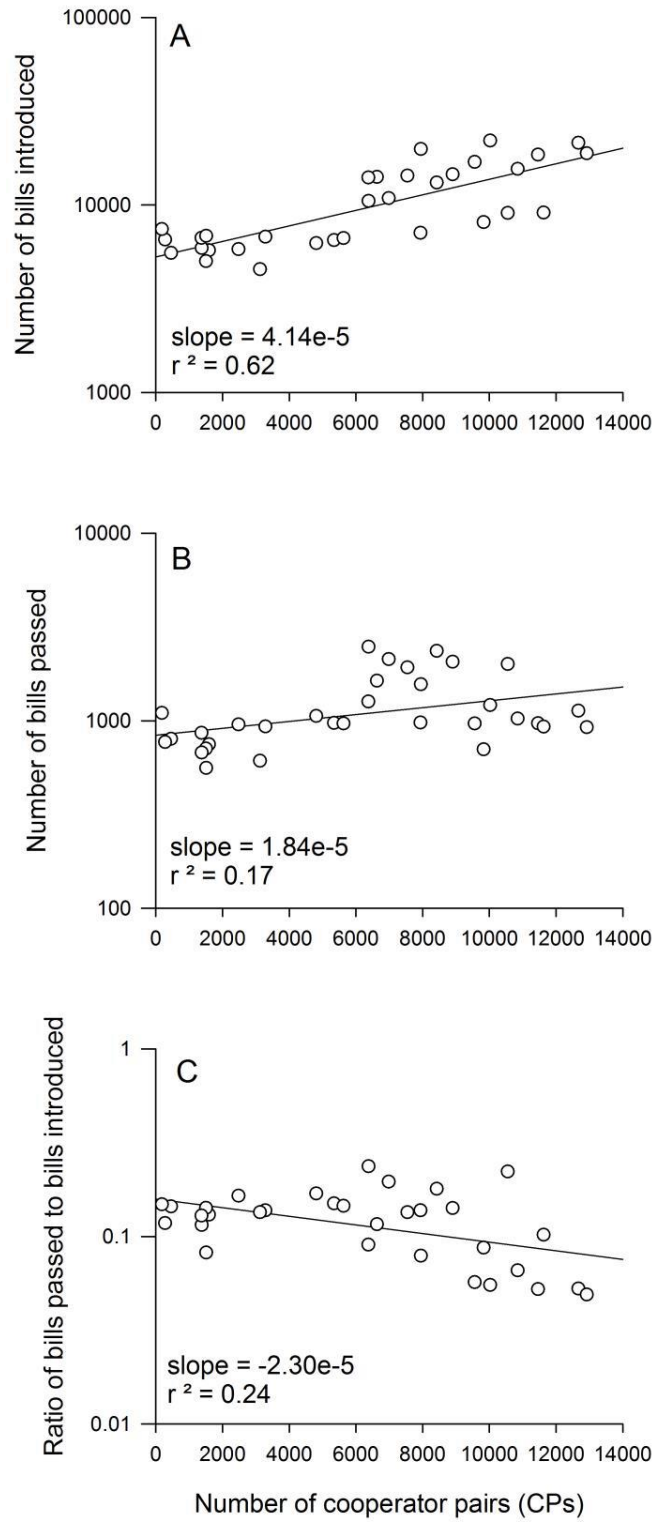 A
Number of bills introduced
100000
10000
1000
slope = 4.14e-5
r ² = 0.62
0 2000 4000 6000 8000 10000 12000 14000
B
Number of bills passed
10000
1000
100
slope = 1.84e-5
r ² = 0.17
0 2000 4000 6000 8000 10000 12000 14000
C
Ratio of bills passed to bills introduced
1
0.1
0.01
slope = -2.30e-5
r ² = 0.24
0 2000 4000 6000 8000 10000 12000 14000
Number of cooperator pairs (CPs)